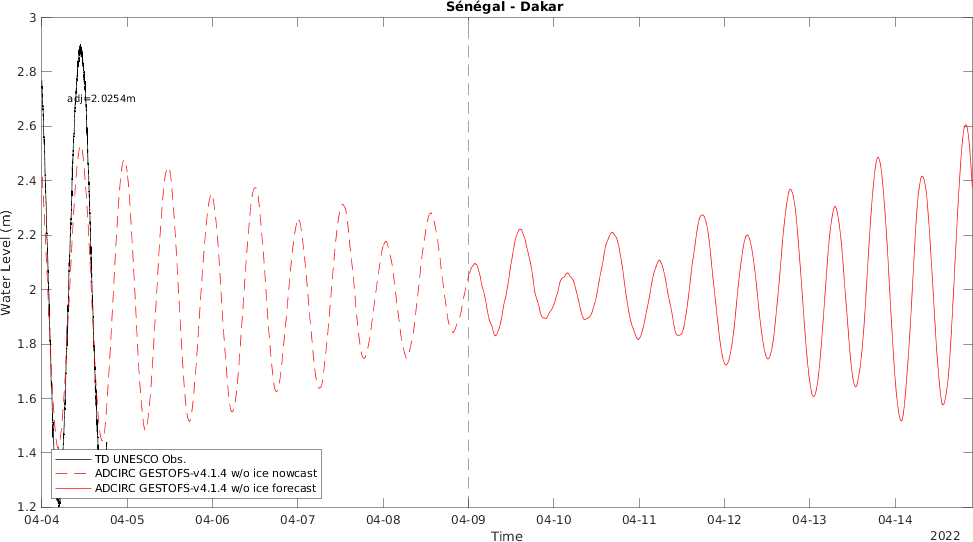 Sénégal - Dakar
3
2.8
adj=2.0254m
2.6
2.4
2.2
2
1.8
1.6
1.4
1.2
Water Level (m)
TD UNESCO Obs.
ADCIRC GESTOFS-v4.1.4 w/o ice nowcast
ADCIRC GESTOFS-v4.1.4 w/o ice forecast
04-04 04-05 04-06 04-07 04-08 04-09 04-10 04-11 04-12 04-13 04-14
Time
2022